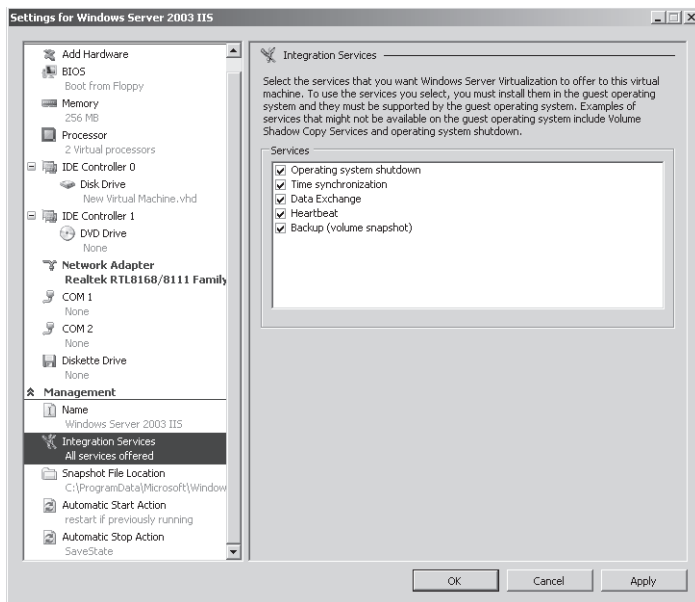 Settings for Windows Server 2003 IIS
Add Hardware
BIOS
Boot from Floppy
Memory
256 MB
Processor
2 Virtual processors
IDE Controller 0
Disk Drive
New Virtual Machine.vhd
IDE Controller 1
DVD Drive
None
Network Adapter
Realtek RTL8168/8111 Family
COM 1
None
COM 2
None
Diskette Drive
None
Management
Name
Windows Server 2003 IIS
Integration Services
All services offered
Snapshot File Location
C:\ProgramData\Microsoft\Window
Automatic Start Action
restart if previously running
Automatic Stop Action
SaveState
Integration Services
Select the services that you want Windows Server Virtualization to offer to this virtual
machine. To use the services you select, you must install them in the guest operating
system and they must be supported by the guest operating system. Examples of
services that might not be available on the guest operating system include Volume
Shadow Copy Services and operating system shutdown.
Services
Operating system shutdown
Time synchronization
Data Exchange
Heartbeat
Backup (volume snapshot)
OK
Cancel
Apply